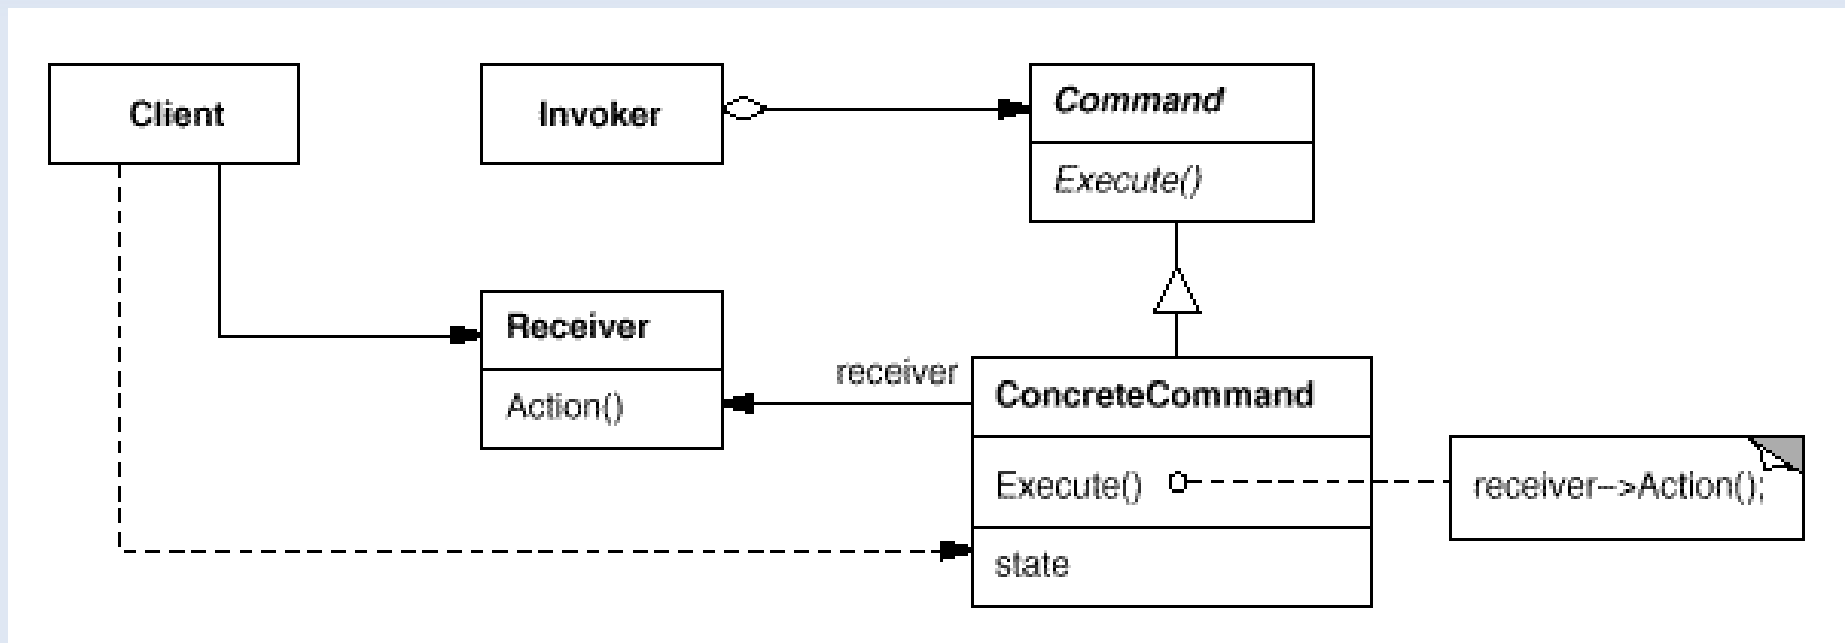 Client
Invoker
Command
Execute()
Receiver
Action()
receiver
ConcreteCommand
Execute()
receiver–>Action();
state